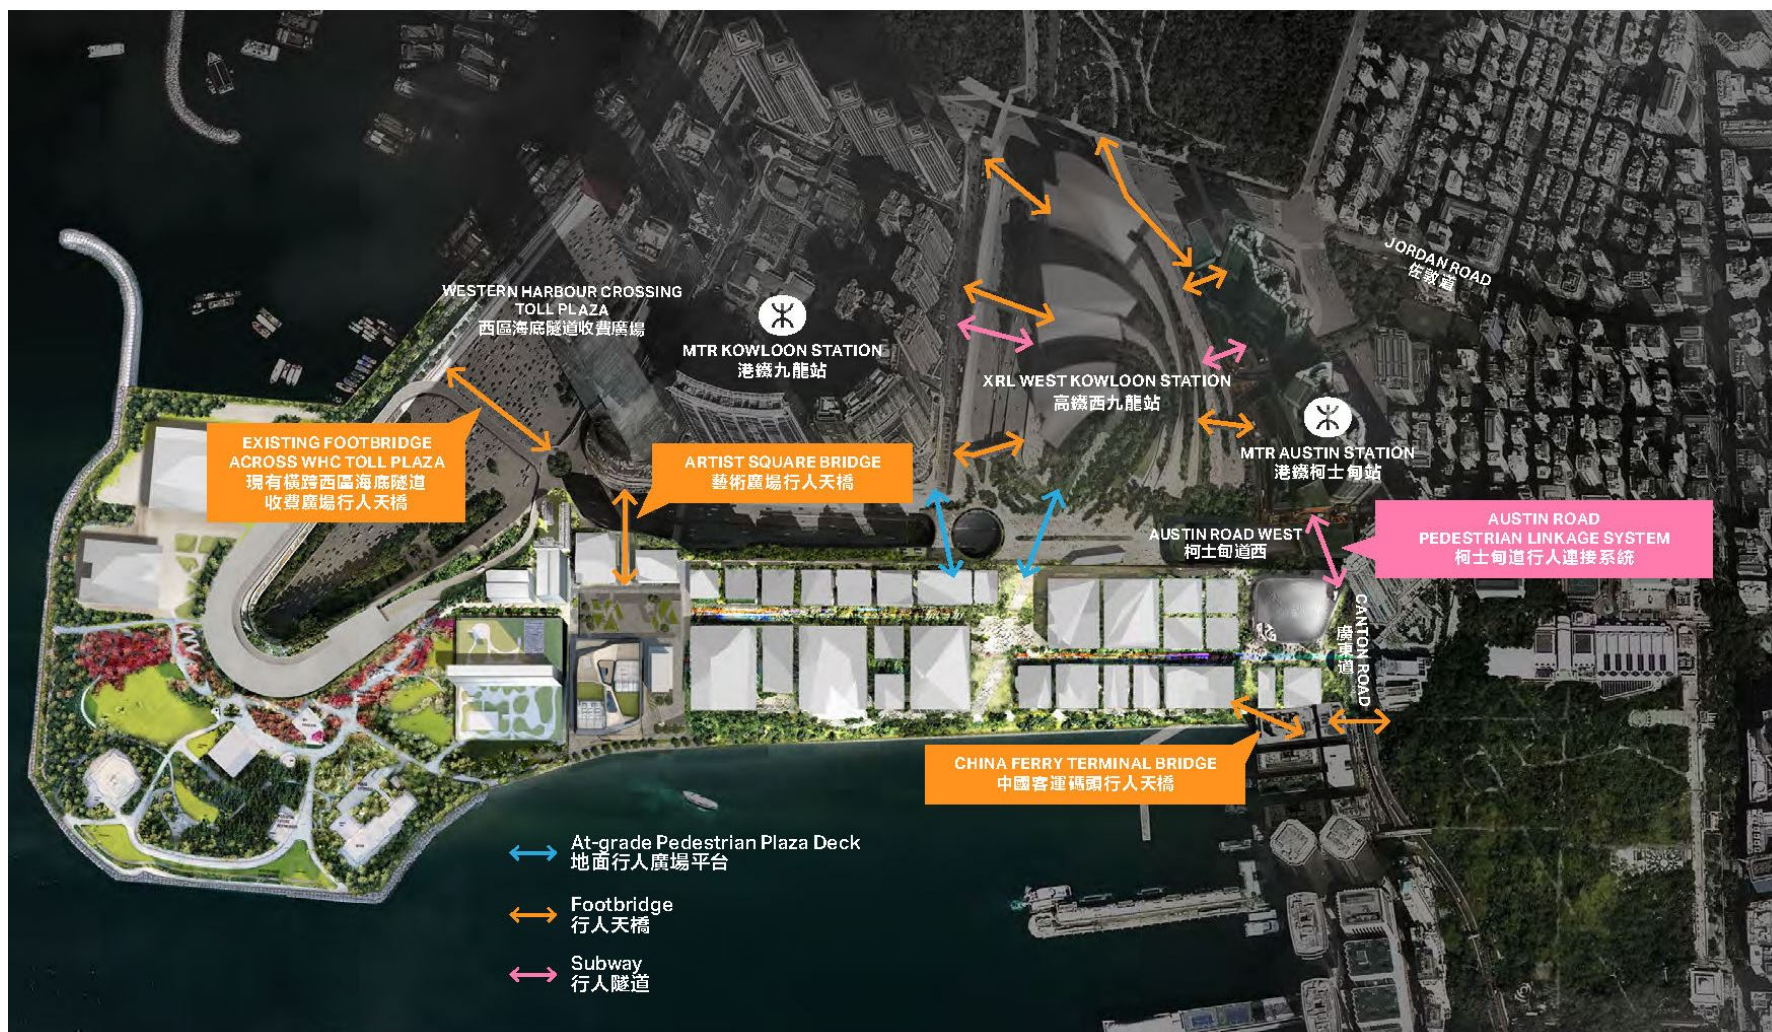 WESTERN HARBOUR CROSSING
TOLL PLAZA
西區海底隧道收費廣場
MTR KOWLOON STATION
港鐵九龍站
XRL WEST KOWLOON STATION
高鐵西九龍站
JORDAN ROAD
佐敦道
MTR AUSTIN STATION
港鐵柯士甸站
EXISTING FOOTBRIDGE
ACROSS WHC TOLL PLAZA
現有橫跨西區海底隧道
收費廣場行人天橋
ARTIST SQUARE BRIDGE
藝術廣場行人天橋
AUSTIN ROAD WEST
柯士甸道西
AUSTIN ROAD
PEDESTRIAN LINKAGE SYSTEM
柯士甸道行人連接系統
CANTON ROAD
廣東道
CHINA FERRY TERMINAL BRIDGE
中國客運碼頭行人天橋
At-grade Pedestrian Plaza Deck
地面行人廣場平台
Footbridge
行人天橋
Subway
行人隧道